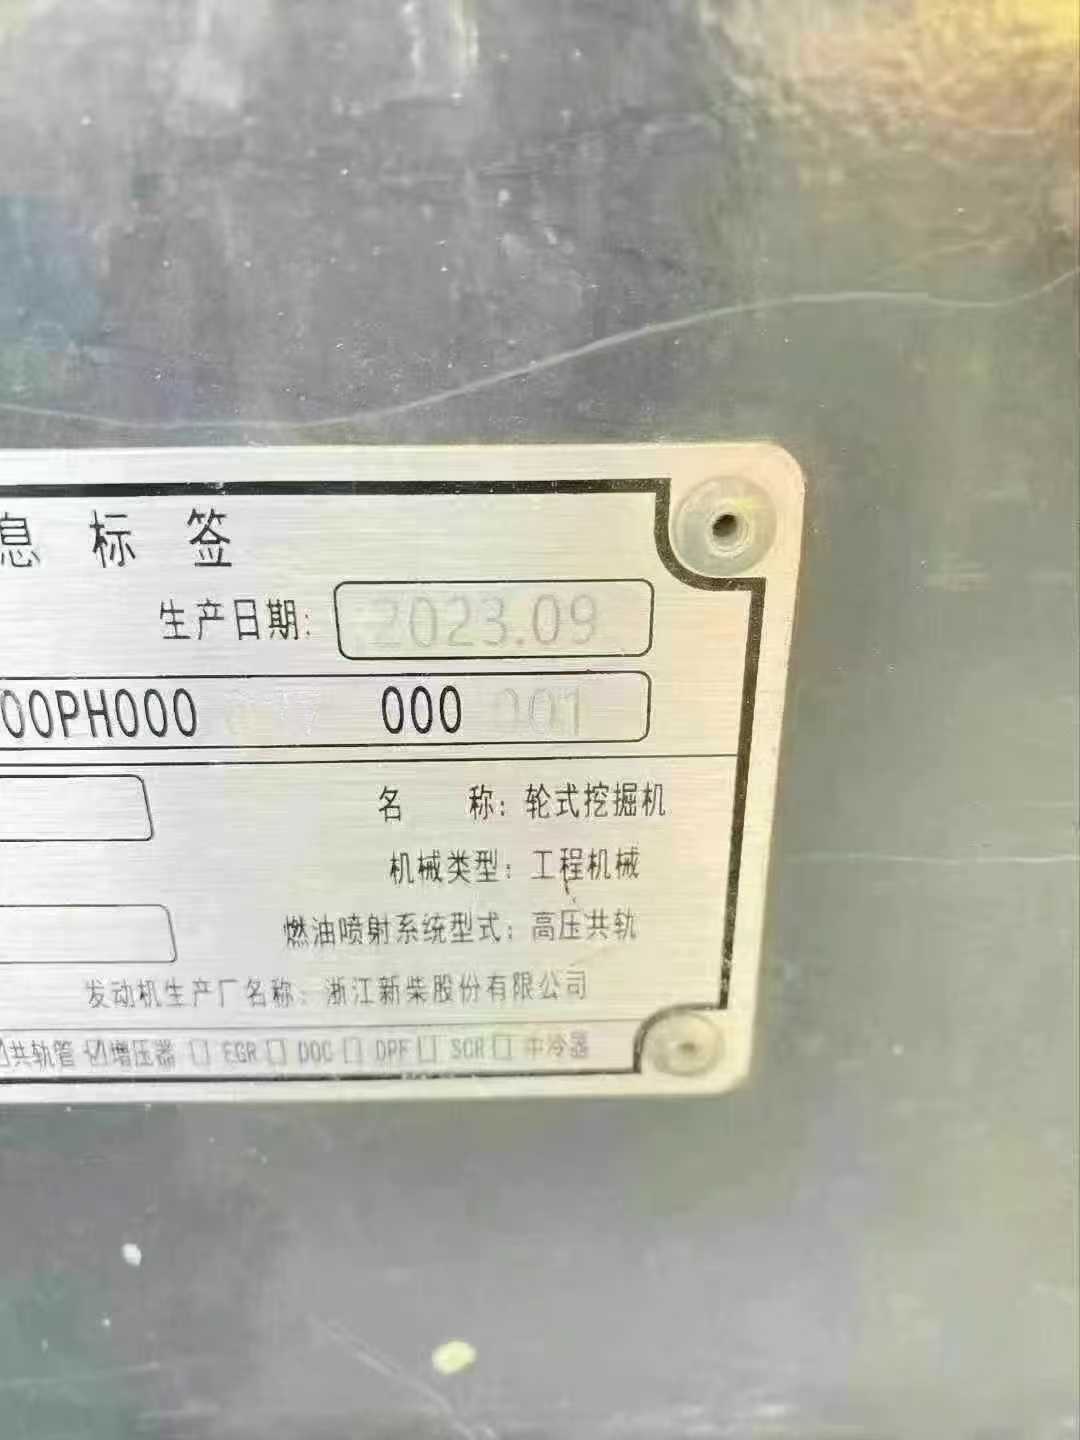 息标签
生产日期: 2023.09
00PH000 000 001
名 称: 轮式挖掘机
机械类型: 工程机械
燃油喷射系统型式: 高压共轨
发动机生产厂名称: 浙江新柴股份有限公司
☑共轨管 ☑增压器 □ EGR □ DOC □ DPF □ SCR □ 中冷器